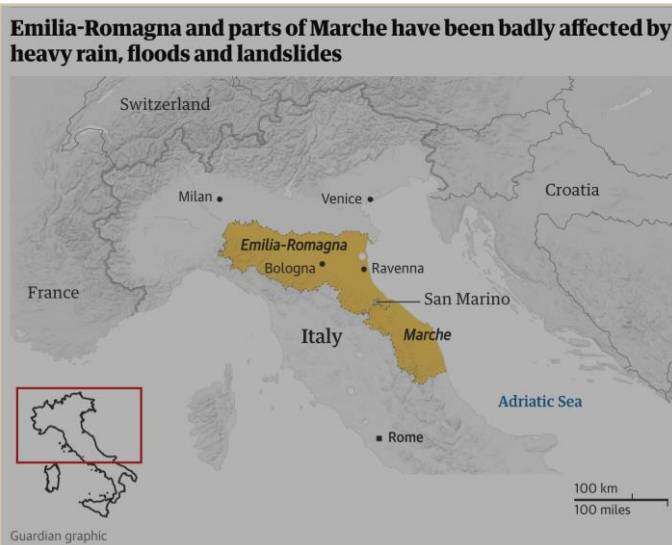 Emilia-Romagna and parts of Marche have been badly affected by
heavy rain, floods and landslides
Switzerland
Milan
Venice
Croatia
Emilia-Romagna
Bologna
Ravenna
France
San Marino
Italy
Marche
Adriatic Sea
Rome
100 km
100 miles
Guardian graphic